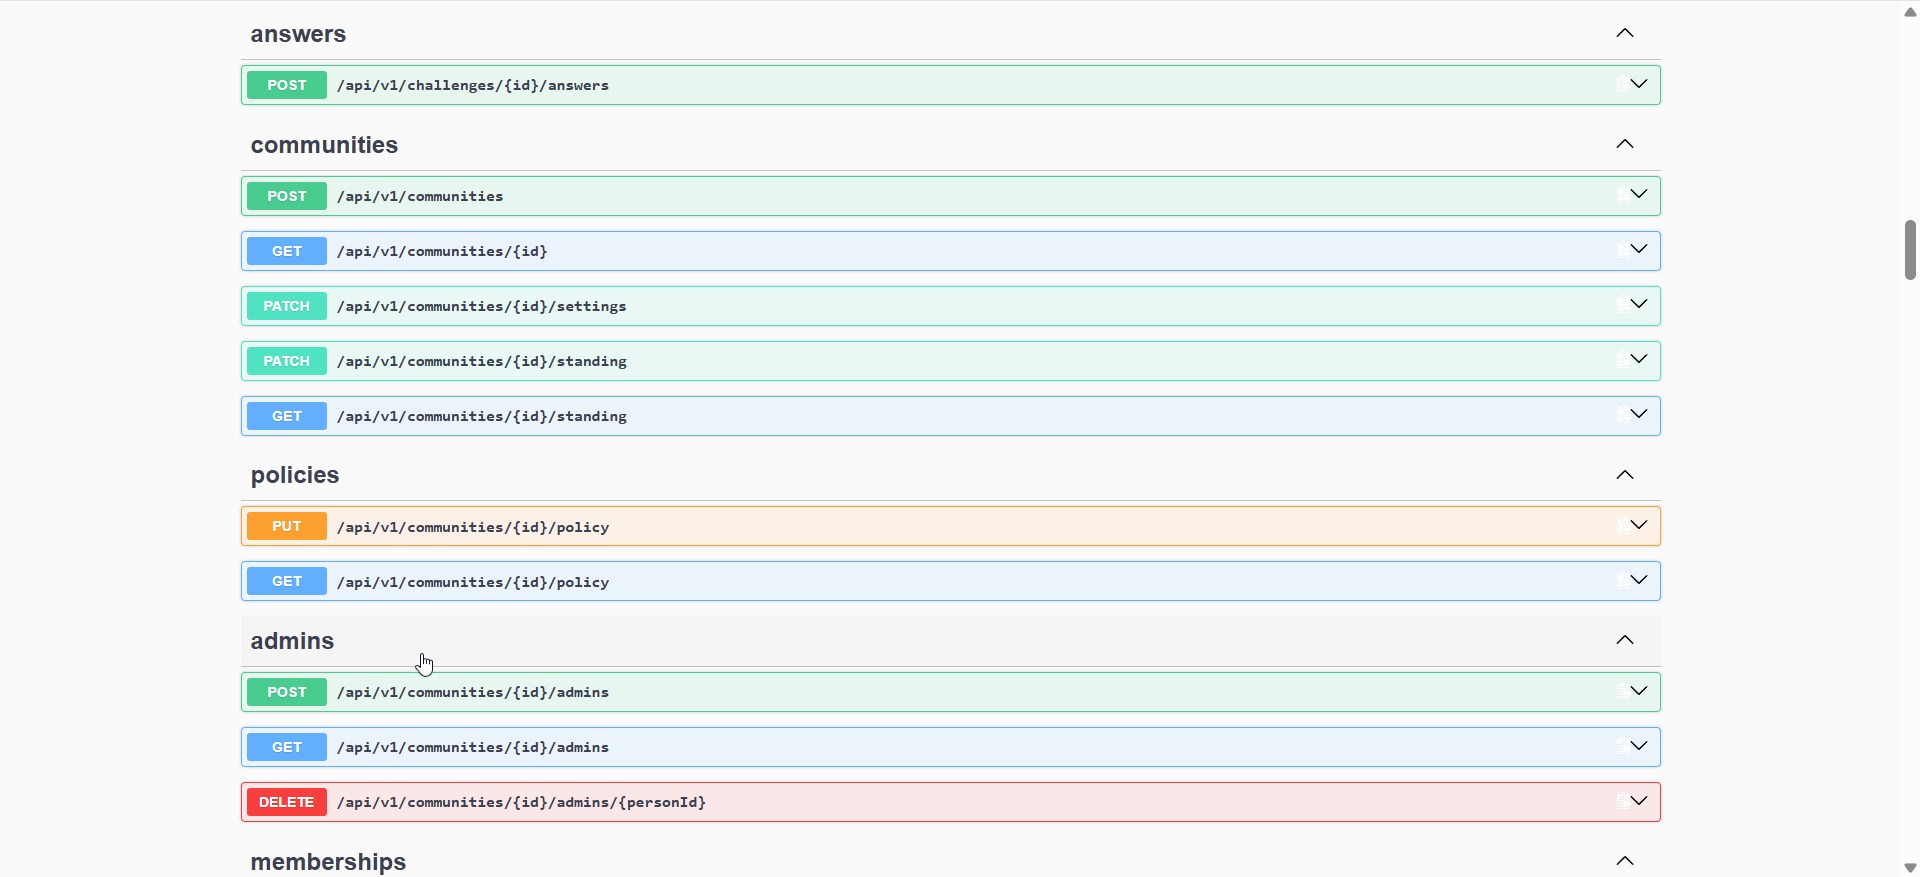 answers
POST /api/v1/challenges/{id}/answers
communities
POST /api/v1/communities
GET /api/v1/communities/{id}
PATCH /api/v1/communities/{id}/settings
PATCH /api/v1/communities/{id}/standing
GET /api/v1/communities/{id}/standing
policies
PUT /api/v1/communities/{id}/policy
GET /api/v1/communities/{id}/policy
admins
POST /api/v1/communities/{id}/admins
GET /api/v1/communities/{id}/admins
DELETE /api/v1/communities/{id}/admins/{personId}
memberships